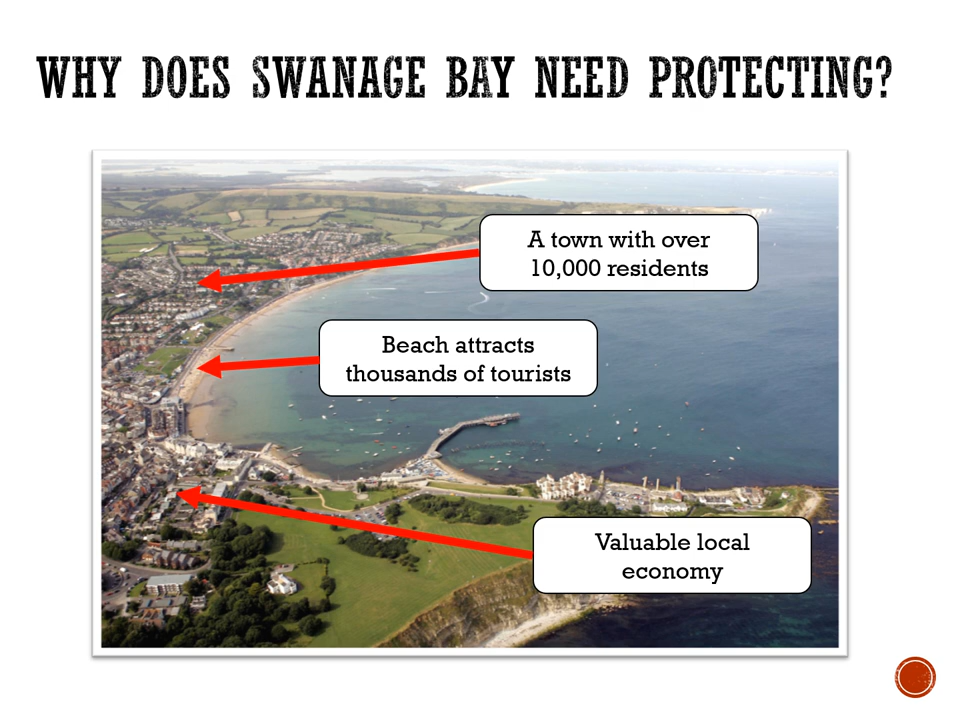 WHY DOES SWANAGE BAY NEED PROTECTING?
A town with over
10,000 residents
Beach attracts
thousands of tourists
Valuable local
economy